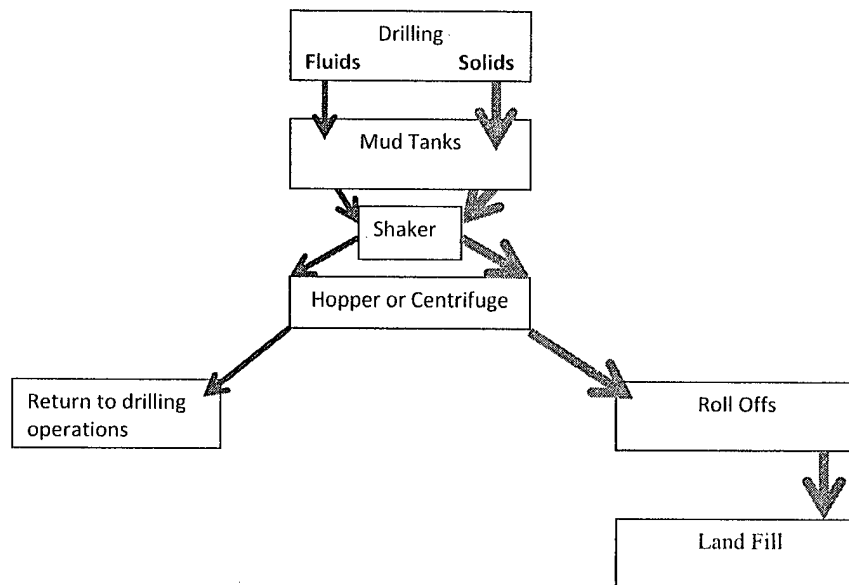 Drilling
Fluids Solids
Mud Tanks
Shaker
Hopper or Centrifuge
Return to drilling
operations
Roll Offs
Land Fill